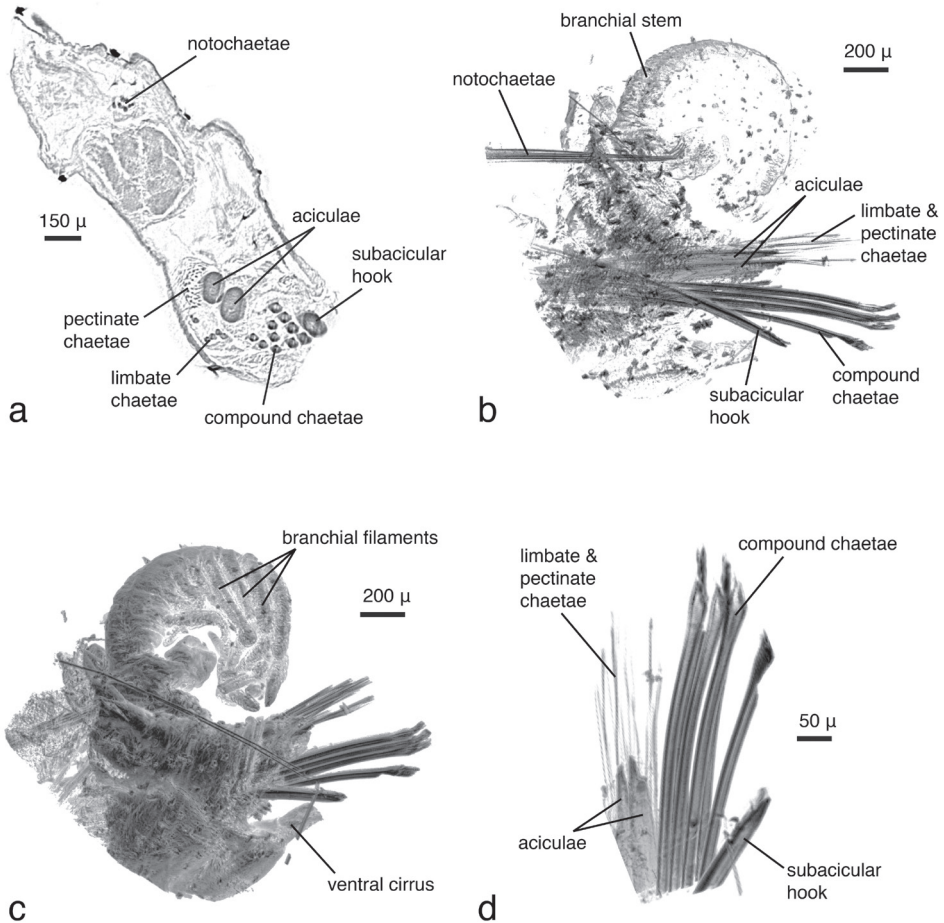 notochaetae
150 μ
aciculae
subacicular
hook
pectinate
chaetae
limbate
chaetae
compound chaetae
a
branchial stem
200 μ
notochaetae
aciculae
limbate &
pectinate
chaetae
subacicular
hook
compound
chaetae
b
branchial filaments
200 μ
ventral cirrus
c
limbate &
pectinate
chaetae
compound chaetae
50 μ
aciculae
subacicular
hook
d